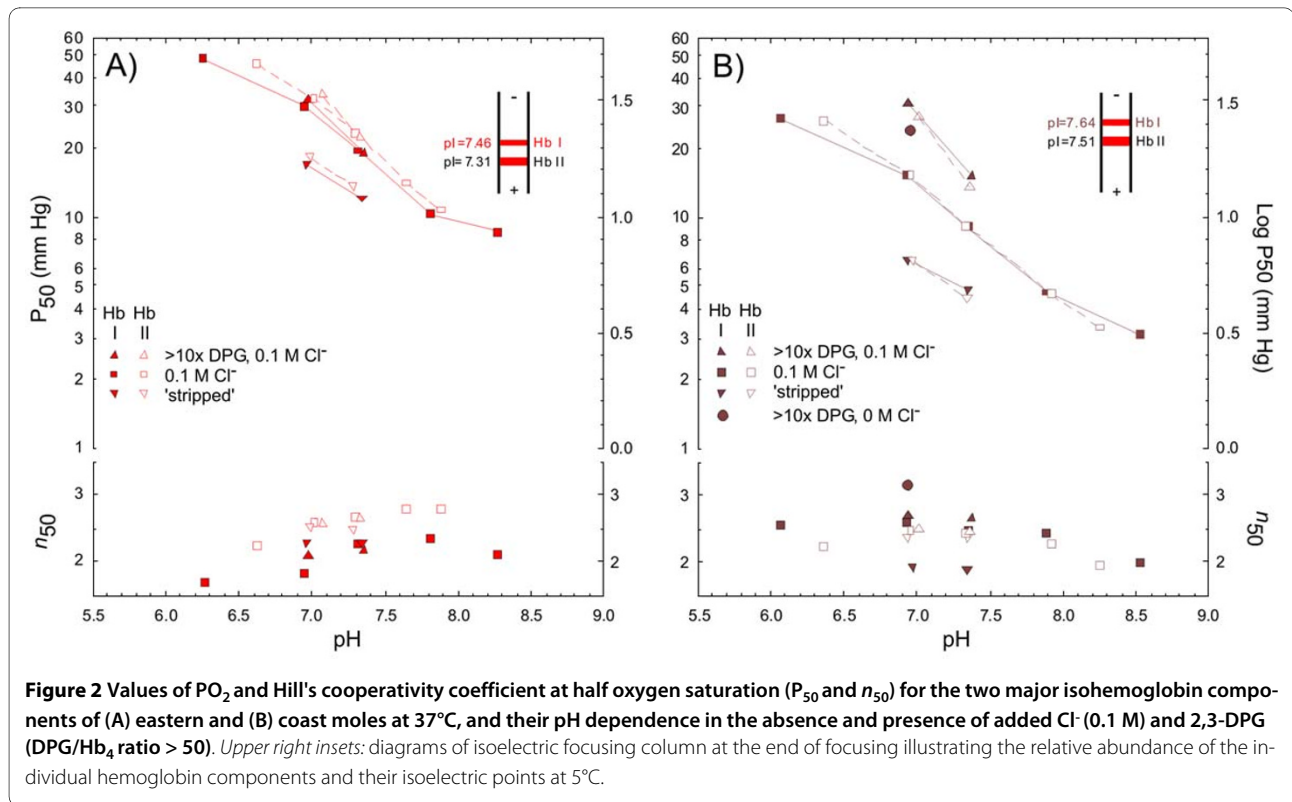 A)
60
50
40
30
20
10
8
6
5
4
3
2
1
P50 (mm Hg)
1.5
1.0
0.5
0.0
-
pI=7.46 Hb I
pI=7.31 Hb II
+
Hb Hb
I II
>10x DPG, 0.1 M Cl⁻
0.1 M Cl⁻
'stripped'
3
2
n50
3
2
5.5 6.0 6.5 7.0 7.5 8.0 8.5 9.0
pH
B)
60
50
40
30
20
10
8
6
5
4
3
2
1
1.5
1.0
0.5
0.0
Log P50 (mm Hg)
-
pI=7.64 Hb I
pI=7.51 Hb II
+
Hb Hb
I II
>10x DPG, 0.1 M Cl⁻
0.1 M Cl⁻
'stripped'
>10x DPG, 0 M Cl⁻
3
2
3
2
n50
5.5 6.0 6.5 7.0 7.5 8.0 8.5 9.0
pH
Figure 2 Values of PO2 and Hill's cooperativity coefficient at half oxygen saturation (P50 and n50) for the two major isohemoglobin compo-
nents of (A) eastern and (B) coast moles at 37°C, and their pH dependence in the absence and presence of added Cl- (0.1 M) and 2,3-DPG
(DPG/Hb4 ratio > 50). Upper right insets: diagrams of isoelectric focusing column at the end of focusing illustrating the relative abundance of the in-
dividual hemoglobin components and their isoelectric points at 5°C.